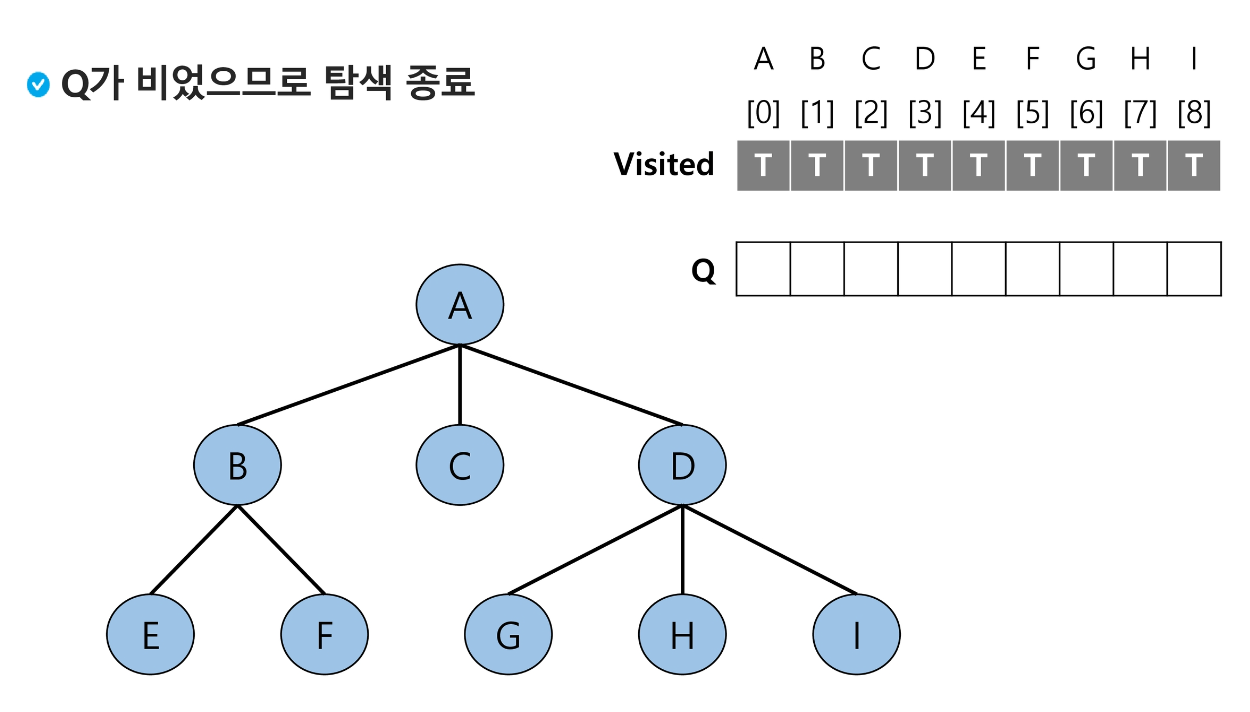 Q가 비었으므로 탐색 종료
A B C D E F G H I
[0] [1] [2] [3] [4] [5] [6] [7] [8]
Visited T T T T T T T T T
Q
A
B C D
E F G H I